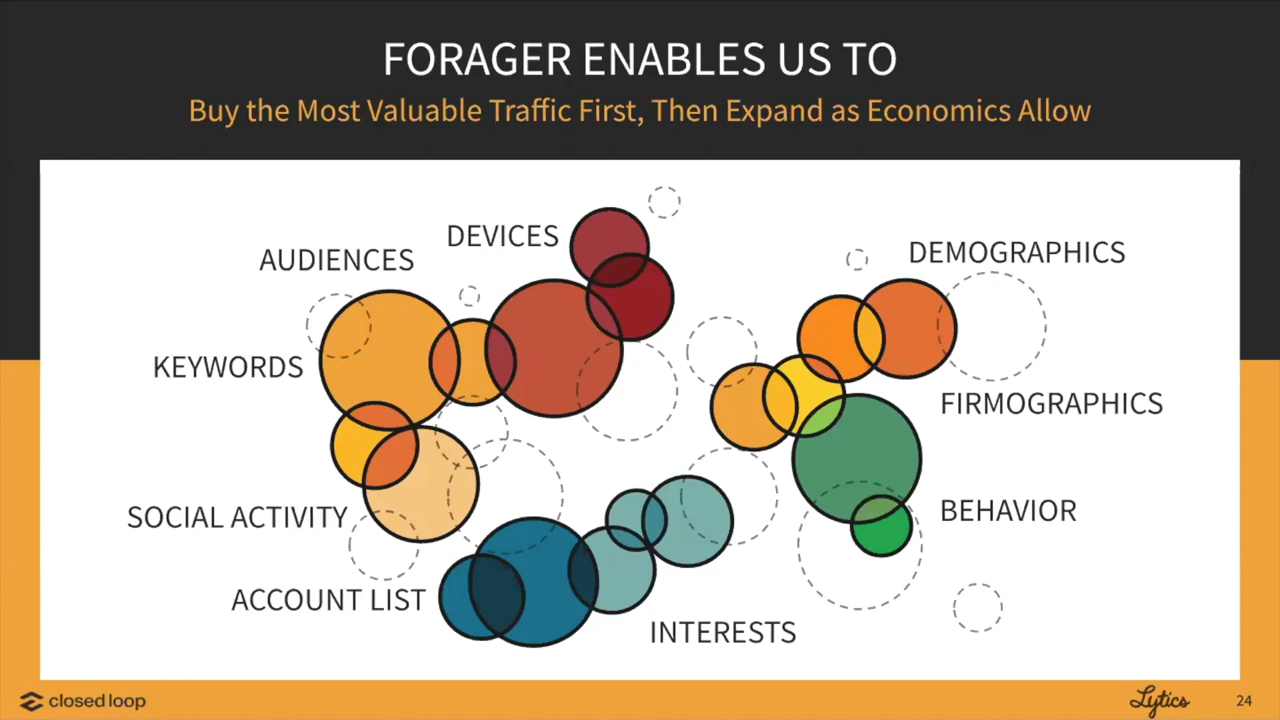 FORAGER ENABLES US TO
Buy the Most Valuable Traffic First, Then Expand as Economics Allow
DEVICES
AUDIENCES
DEMOGRAPHICS
KEYWORDS
FIRMOGRAPHICS
SOCIAL ACTIVITY
BEHAVIOR
ACCOUNT LIST
INTERESTS
closed loop
Lytics
24